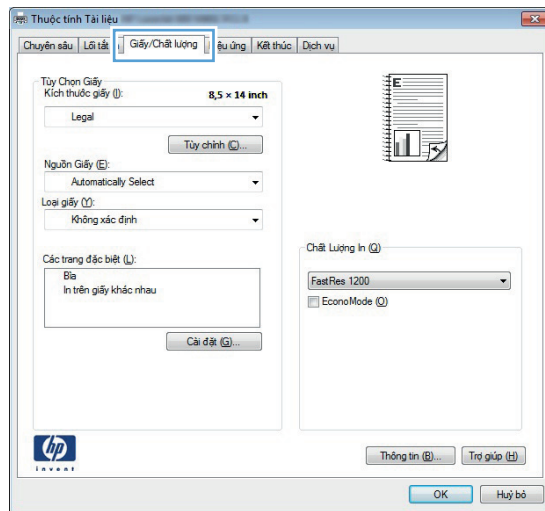 Thuộc tính Tài liệu
Chuyên sâu
Lối tắt
Giấy/Chất lượng
ệu ứng
Kết thúc
Dịch vụ
Tùy Chọn Giấy
Kích thước giấy (I):
8,5 × 14 inch
Legal
Tùy chỉnh (C)...
Nguồn Giấy (E):
Automatically Select
Loại giấy (Y):
Không xác định
Các trang đặc biệt (L):
Bìa
In trên giấy khác nhau
Cài đặt (G)...
E
Chất Lượng In (Q)
FastRes 1200
EconoMode (O)
hp
invent
Thông tin (B)...
Trợ giúp (H)
OK
Huỷ bỏ